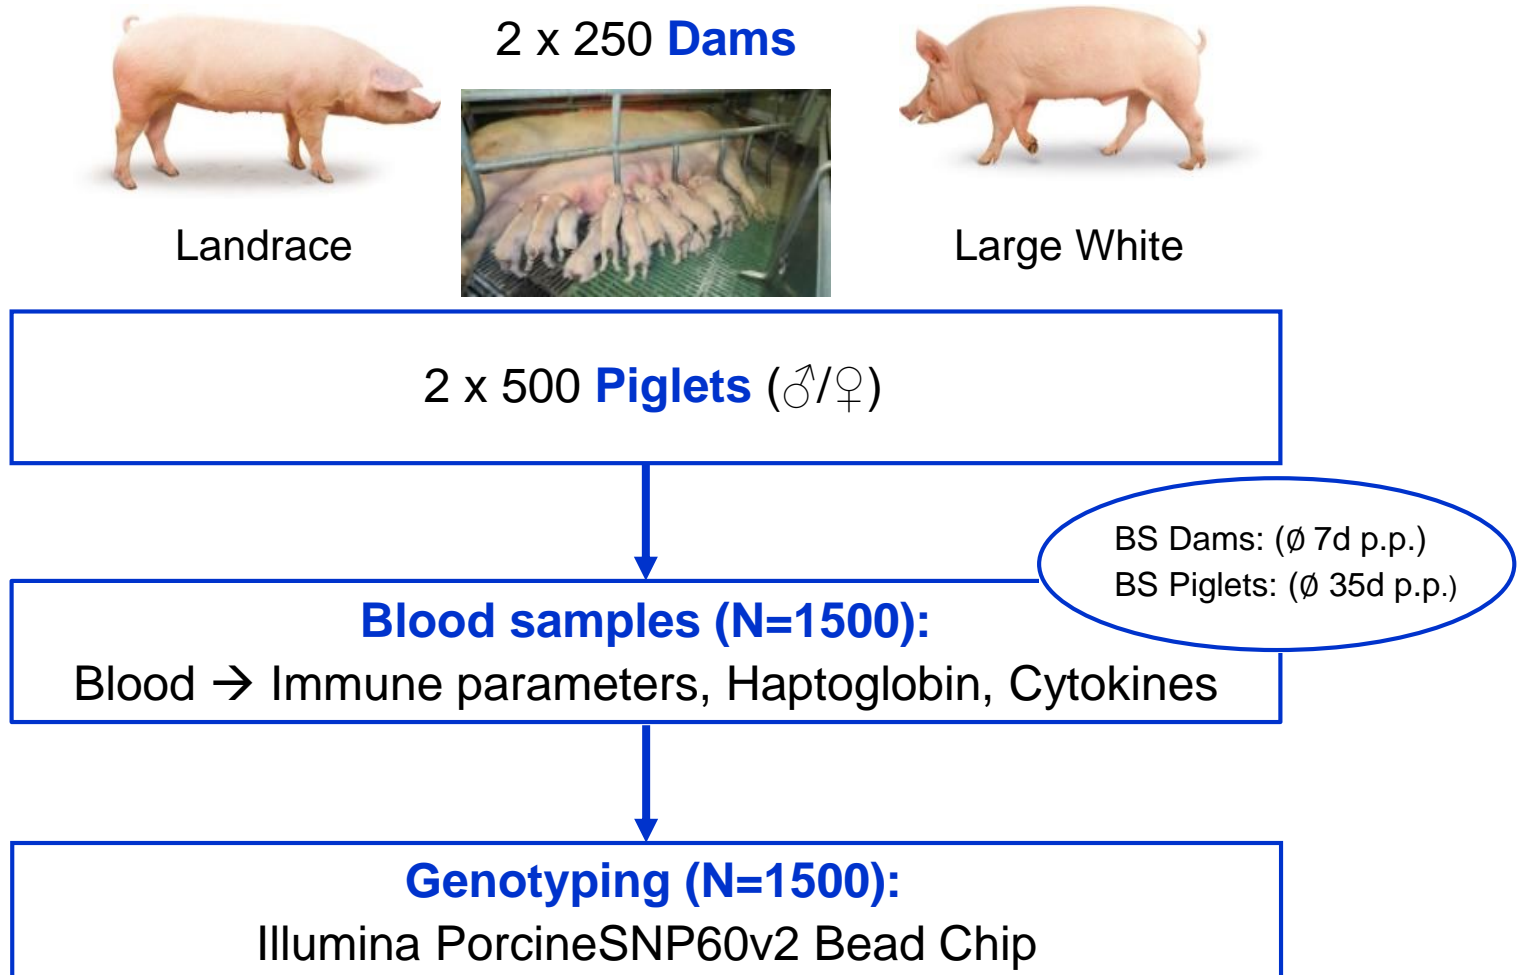 2 x 250 Dams
Landrace
Large White
2 x 500 Piglets (♂/♀)
BS Dams: (Ø 7d p.p.)
BS Piglets: (Ø 35d p.p.)
Blood samples (N=1500):
Blood → Immune parameters, Haptoglobin, Cytokines
Genotyping (N=1500):
Illumina PorcineSNP60v2 Bead Chip